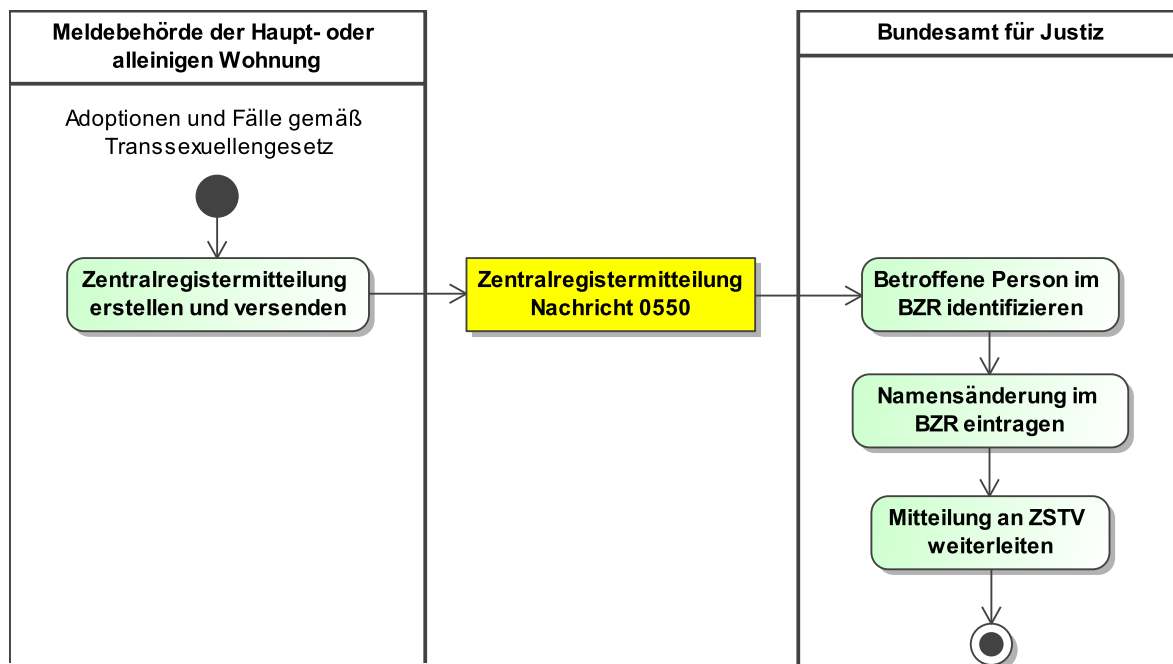 Meldebehörde der Haupt- oder
alleinigen Wohnung
Bundesamt für Justiz
Adoptionen und Fälle gemäß
Transsexuellengesetz
Zentralregistermitteilung
erstellen und versenden
Zentralregistermitteilung
Nachricht 0550
Betroffene Person im
BZR identifizieren
Namensänderung im
BZR eintragen
Mitteilung an ZSTV
weiterleiten